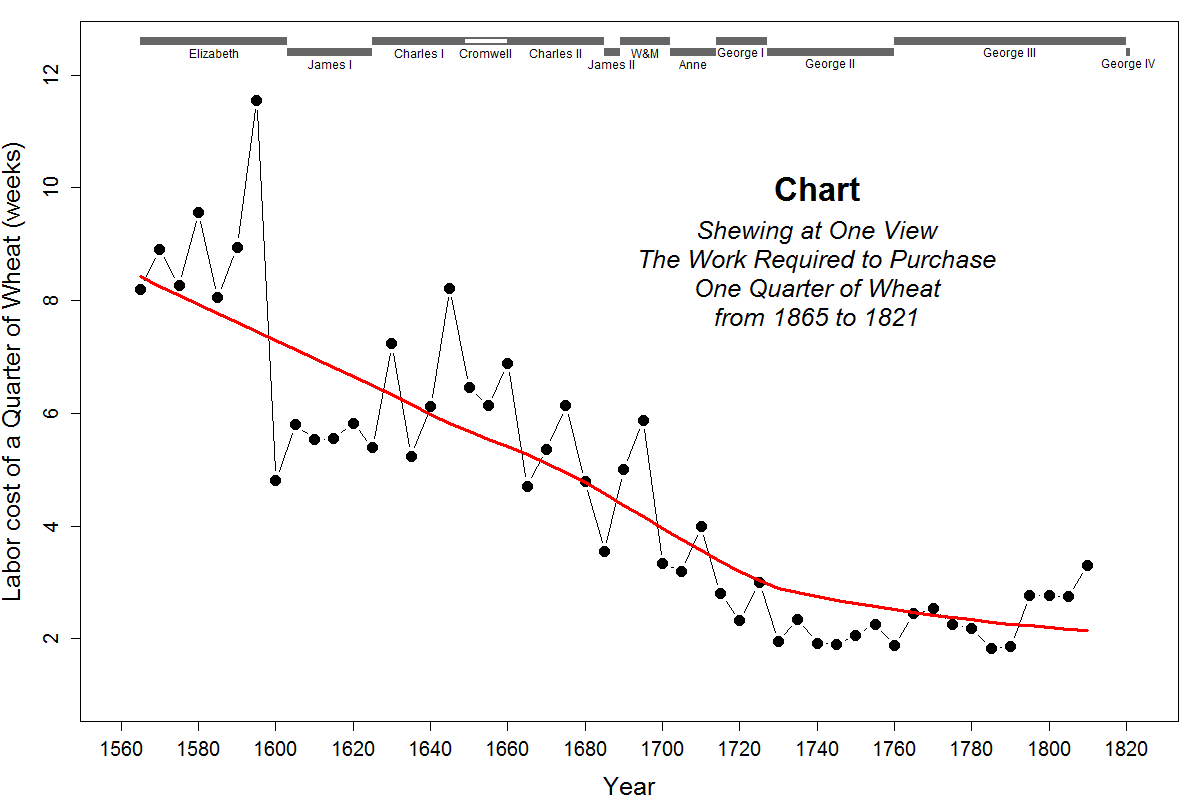 Elizabeth
Charles I
Cromwell
Charles II
W&M
George I
George III
James I
James II
Anne
George II
George IV
Chart
Shewing at One View
The Work Required to Purchase
One Quarter of Wheat
from 1865 to 1821
Labor cost of a Quarter of Wheat (weeks)
12
10
8
6
4
2
1560 1580 1600 1620 1640 1660 1680 1700 1720 1740 1760 1780 1800 1820
Year